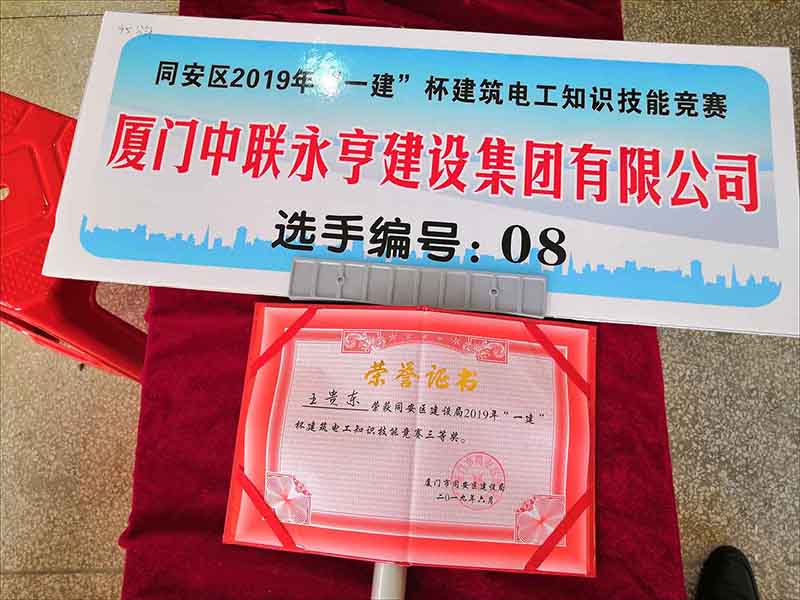 同安区2019年“一建”杯建筑电工知识技能竞赛
厦门中联永亨建设集团有限公司
选手编号：08
荣誉证书
王贵东 荣获同安区建设局2019年“一建”
杯建筑电工知识技能竞赛三等奖。
厦门市同安区建设局
二〇一九年六月